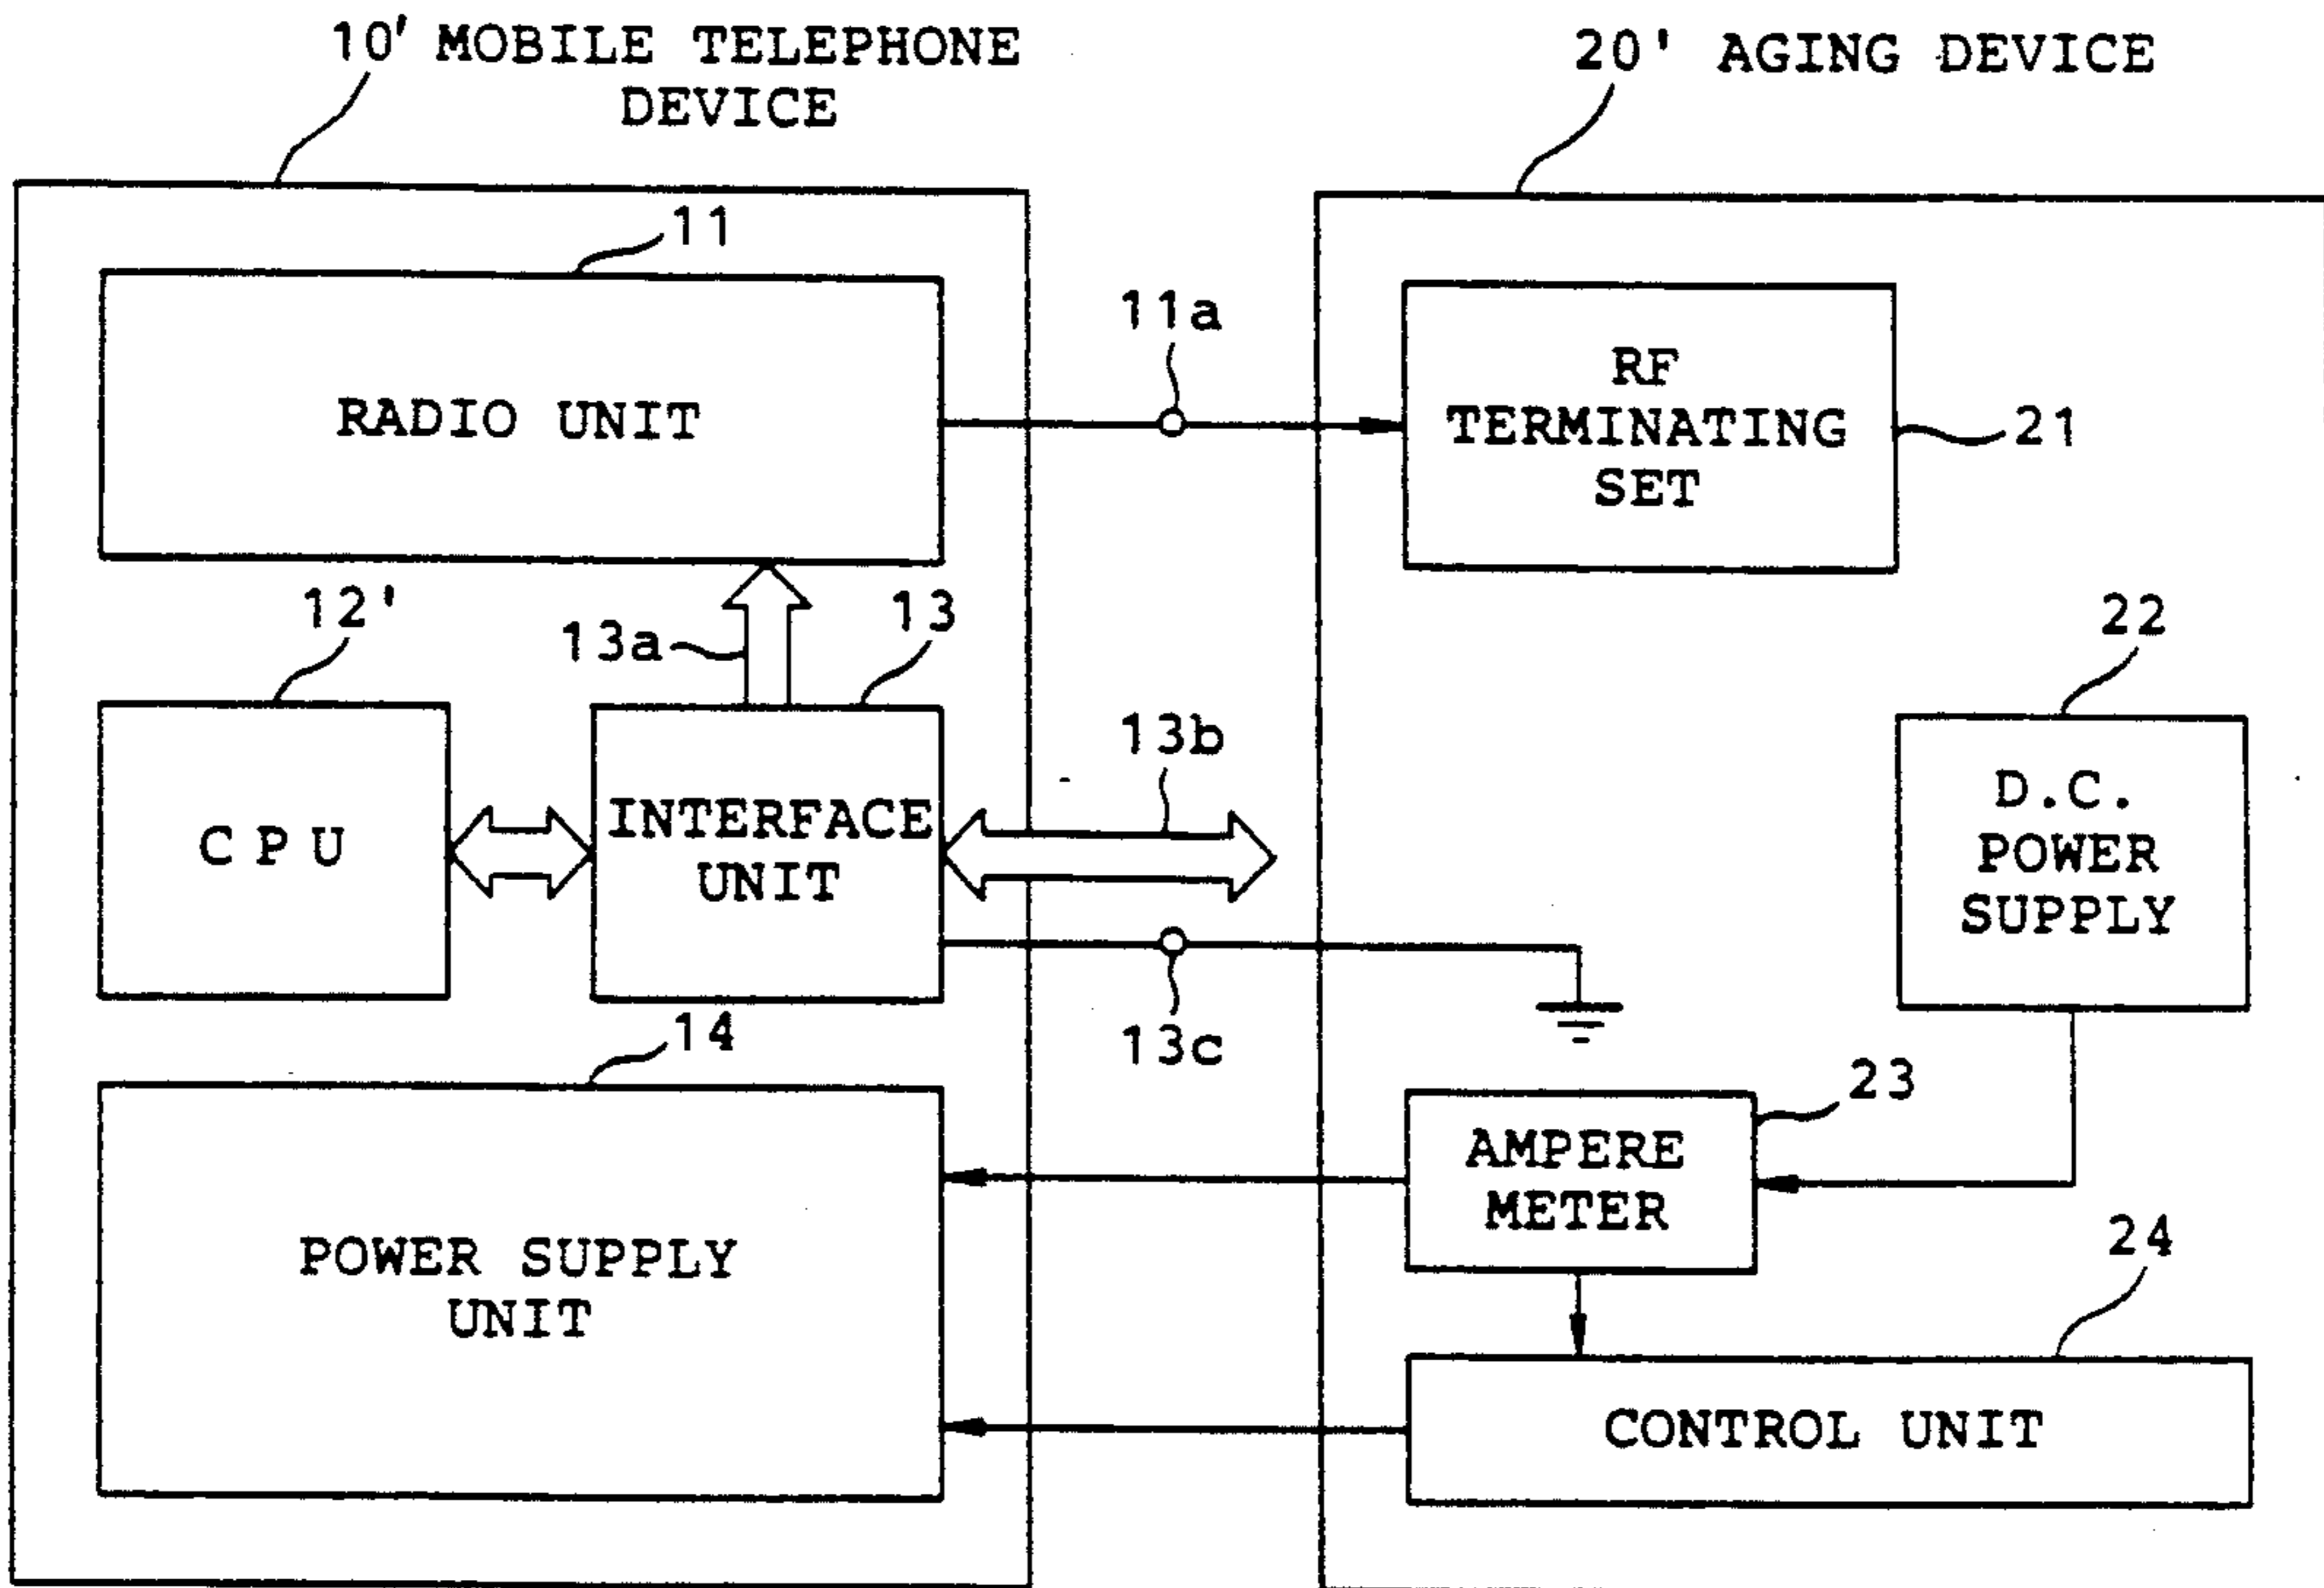 10' MOBILE TELEPHONE
DEVICE
20' AGING DEVICE
11
11a
RADIO UNIT
RF
TERMINATING
SET
21
12'
13a
13
22
13b
CPU
INTERFACE
UNIT
D.C.
POWER
SUPPLY
13c
14
23
AMPERE
METER
POWER SUPPLY
UNIT
24
CONTROL UNIT